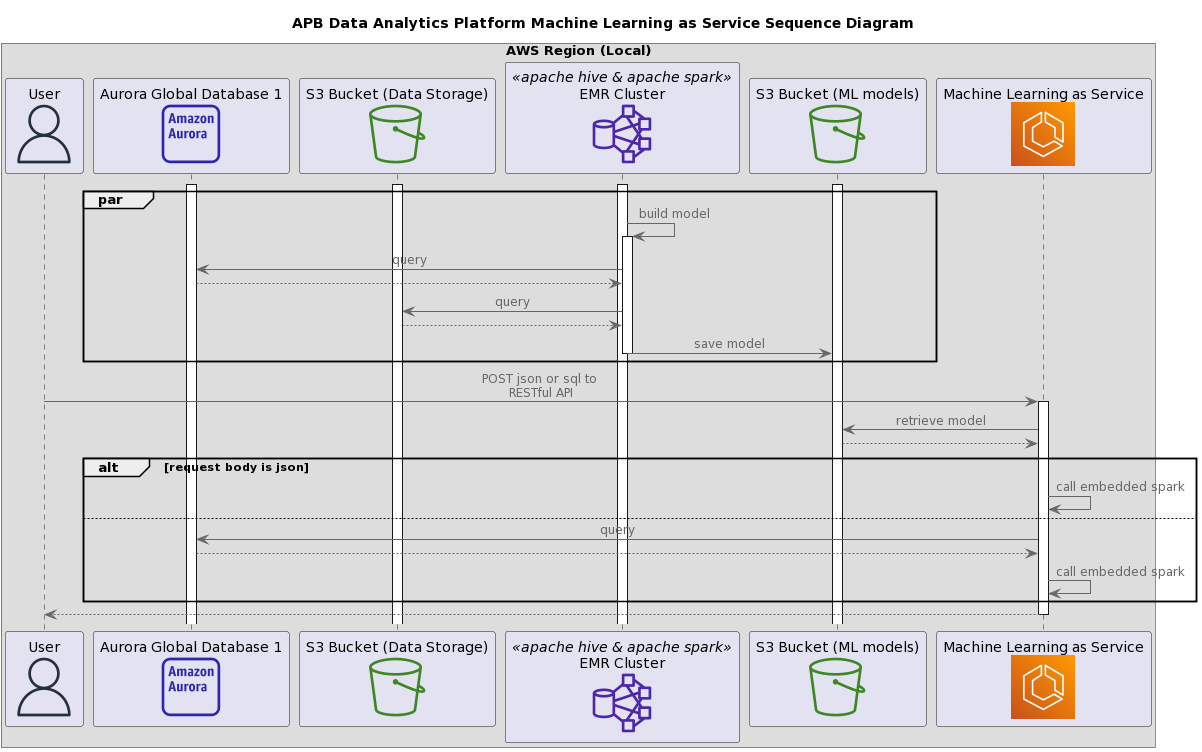 APB Data Analytics Platform Machine Learning as Service Sequence Diagram
AWS Region (Local)
User
Aurora Global Database 1
Amazon
Aurora
S3 Bucket (Data Storage)
«apache hive & apache spark»
EMR Cluster
S3 Bucket (ML models)
Machine Learning as Service
par
build model
query
query
save model
POST json or sql to
RESTful API
retrieve model
alt
[request body is json]
call embedded spark
query
call embedded spark
User
Aurora Global Database 1
Amazon
Aurora
S3 Bucket (Data Storage)
«apache hive & apache spark»
EMR Cluster
S3 Bucket (ML models)
Machine Learning as Service